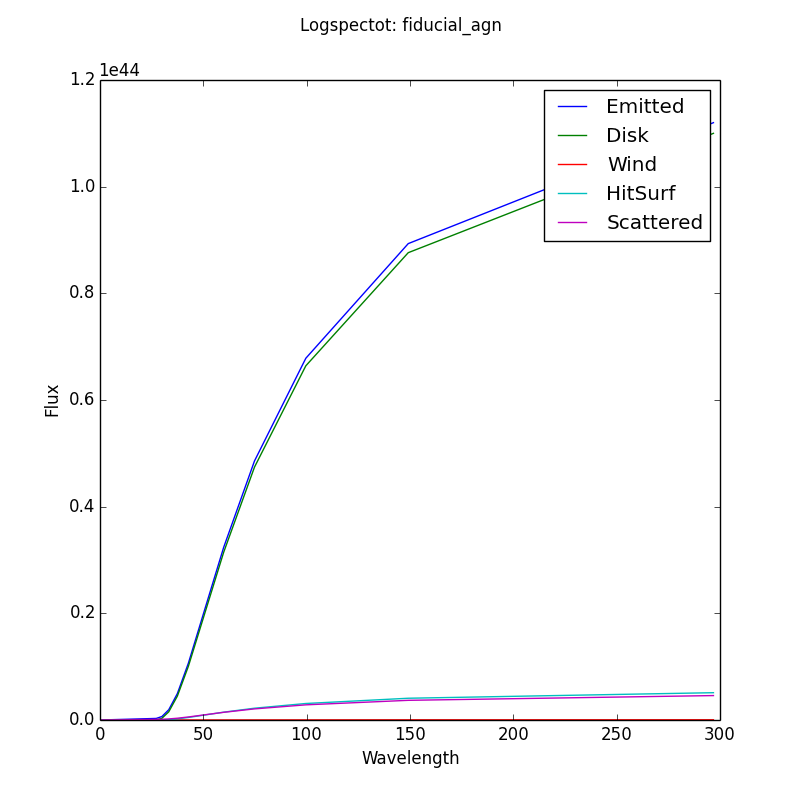 Logspectot: fiducial_agn
1e44
1.2
1.0
0.8
0.6
0.4
0.2
0.0
Flux
Emitted
Disk
Wind
HitSurf
Scattered
0 50 100 150 200 250 300
Wavelength